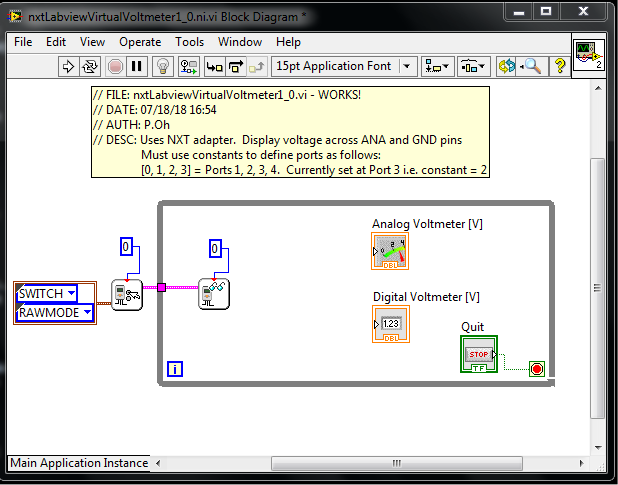 nxtLabviewVirtualVoltmeter1_0.ni.vi Block Diagram *
File Edit View Operate Tools Window Help
15pt Application Font
2
// FILE: nxtLabviewVirtualVoltmeter1_0.vi - WORKS!
// DATE: 07/18/18 16:54
// AUTH: P.Oh
// DESC: Uses NXT adapter. Display voltage across ANA and GND pins
Must use constants to define ports as follows:
[0, 1, 2, 3] = Ports 1, 2, 3, 4. Currently set at Port 3 i.e. constant = 2
Analog Voltmeter [V]
0 2 4
DBL
0
0
SWITCH
RAWMODE
Digital Voltmeter [V]
1.23
DBL
Quit
STOP
TF
i
Main Application Instance